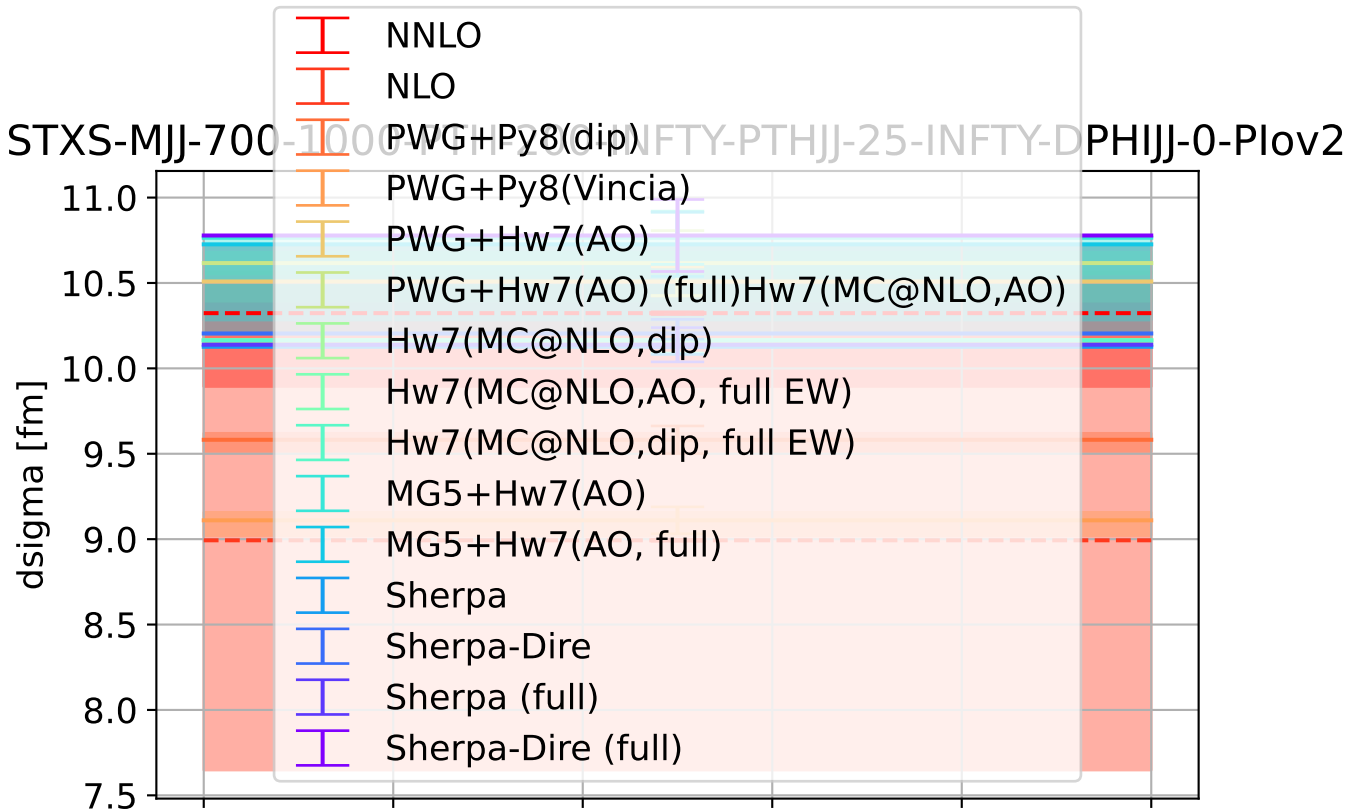 NNLO
NLO
STXS-MJJ-700-1000-PTH-200-INFTY-PTHJJ-25-INFTY-DPHIJJ-0-PIov2
PWG+Py8(dip)
PWG+Py8(Vincia)
PWG+Hw7(AO)
PWG+Hw7(AO) (full)Hw7(MC@NLO,AO)
Hw7(MC@NLO,dip)
Hw7(MC@NLO,AO, full EW)
Hw7(MC@NLO,dip, full EW)
MG5+Hw7(AO)
MG5+Hw7(AO, full)
Sherpa
Sherpa-Dire
Sherpa (full)
Sherpa-Dire (full)
dsigma [fm]
11.0
10.5
10.0
9.5
9.0
8.5
8.0
7.5